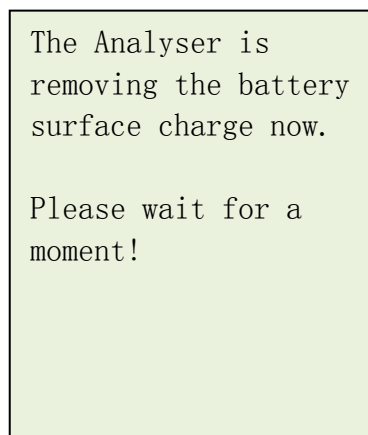 The Analyser is
removing the battery
surface charge now.
Please wait for a
moment!